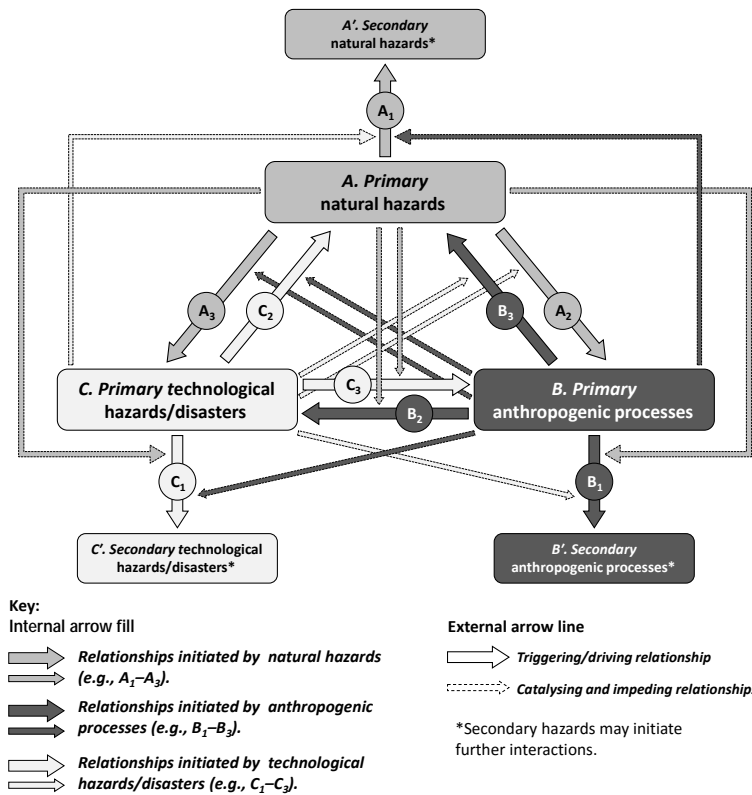 A'. Secondary
natural hazards*
A1
A. Primary
natural hazards
A3
C2
B3
A2
C. Primary technological
hazards/disasters
C3
B2
B. Primary
anthropogenic processes
C1
B1
C'. Secondary technological
hazards/disasters*
B'. Secondary
anthropogenic processes*
Key:
Internal arrow fill
Relationships initiated by natural hazards
(e.g., A1–A3).
Relationships initiated by anthropogenic
processes (e.g., B1–B3).
Relationships initiated by technological
hazards/disasters (e.g., C1–C3).
External arrow line
Triggering/driving relationship
Catalysing and impeding relationships
*Secondary hazards may initiate
further interactions.